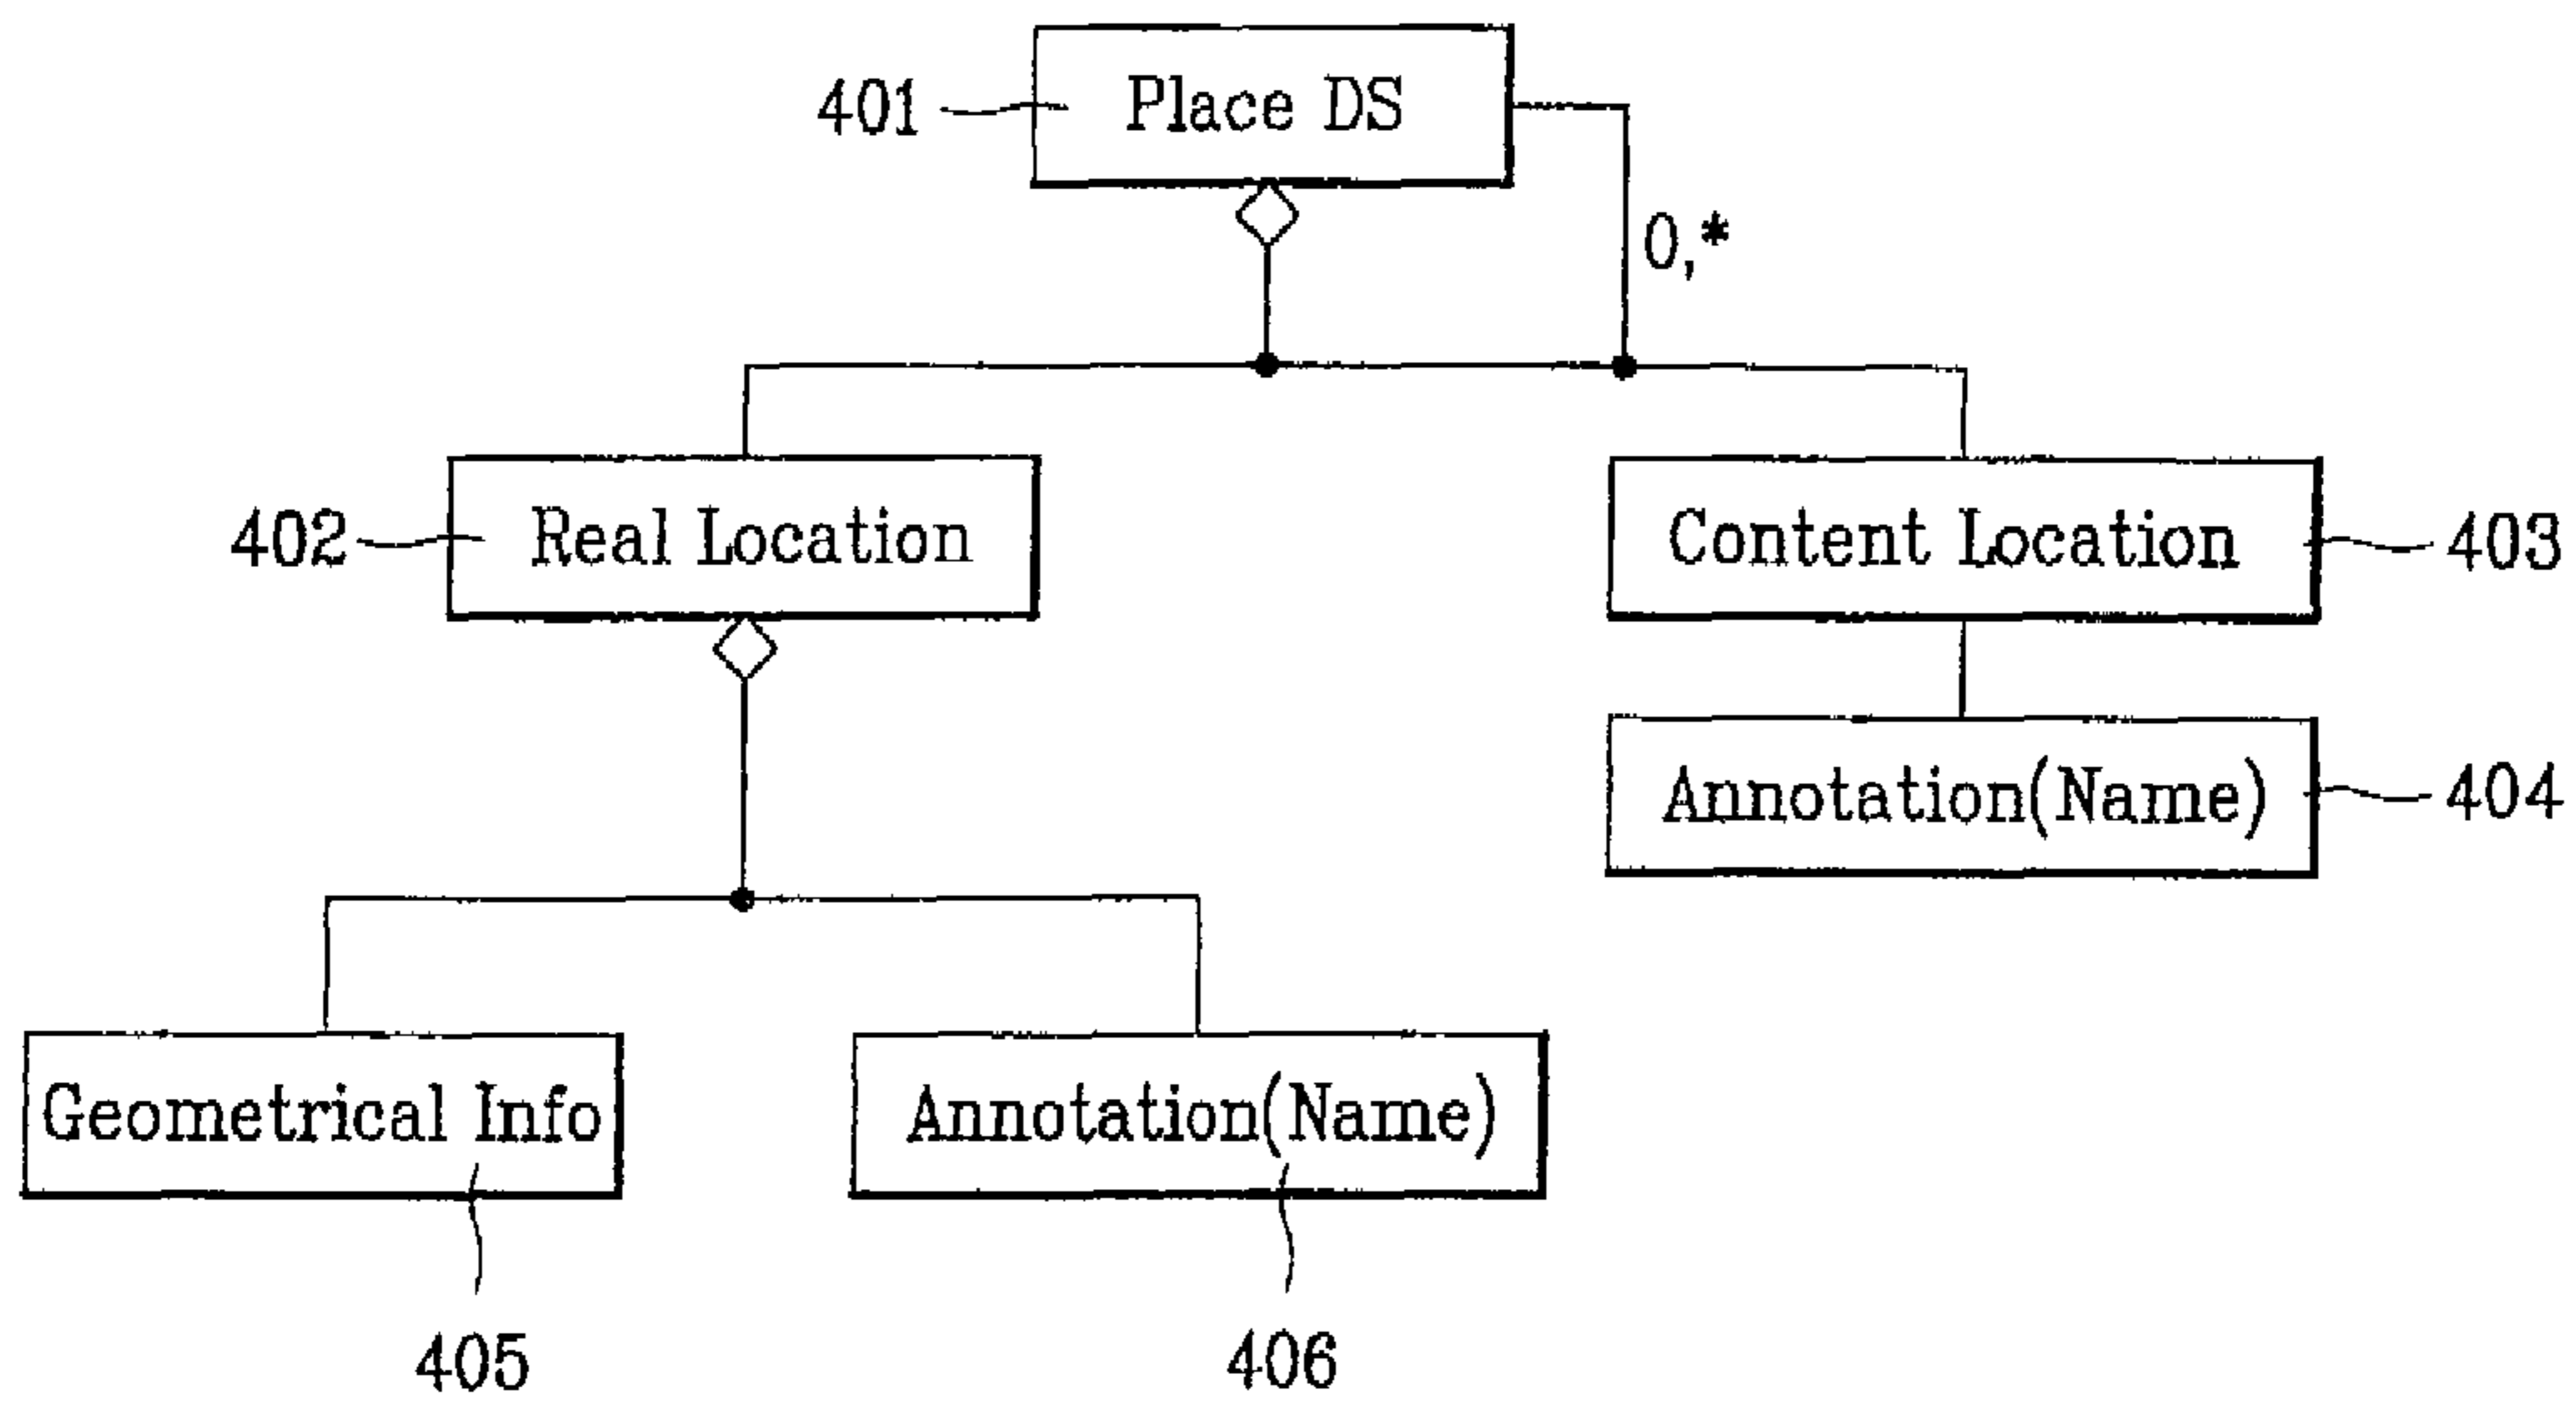 401
Place DS
0,*
402
Real Location
Content Location
403
Annotation(Name)
404
Geometrical Info
Annotation(Name)
405
406